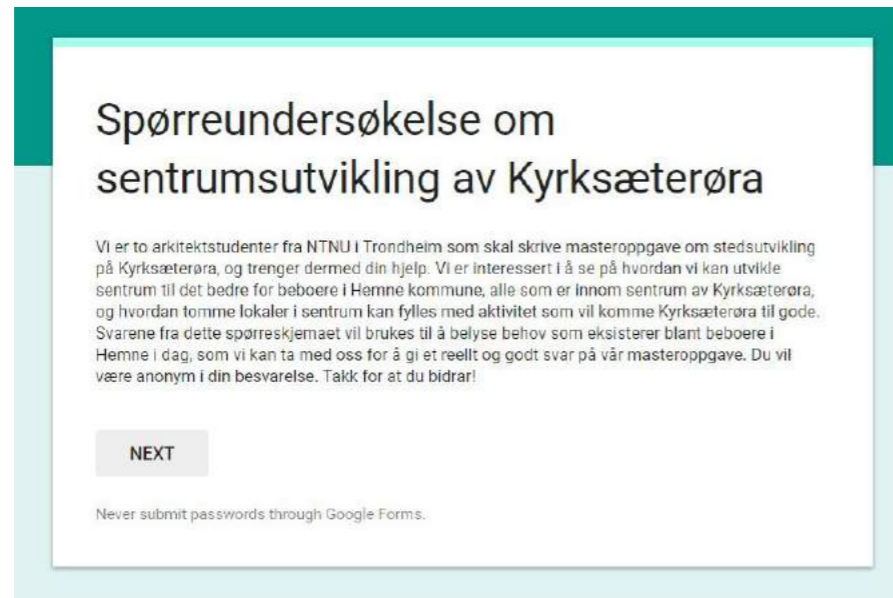 Spørreundersøkelse om
sentrumsutvikling av Kyrksæterøra
Vi er to arkitektstudenter fra NTNU i Trondheim som skal skrive masteroppgave om stedsutvikling
på Kyrksæterøra, og trenger dermed din hjelp. Vi er interessert i å se på hvordan vi kan utvikle
sentrum til det bedre for beboere i Hemne kommune, alle som er innom sentrum av Kyrksæterøra,
og hvordan tomme lokaler i sentrum kan fylles med aktivitet som vil komme Kyrksæterøra til gode.
Svarene fra dette spørreskjemaet vil brukes til å belyse behov som eksisterer blant beboere i
Hemne i dag, som vi kan ta med oss for å gi et reellt og godt svar på vår masteroppgave. Du vil
være anonym i din besvarelse. Takk for at du bidrar!
NEXT
Never submit passwords through Google Forms.